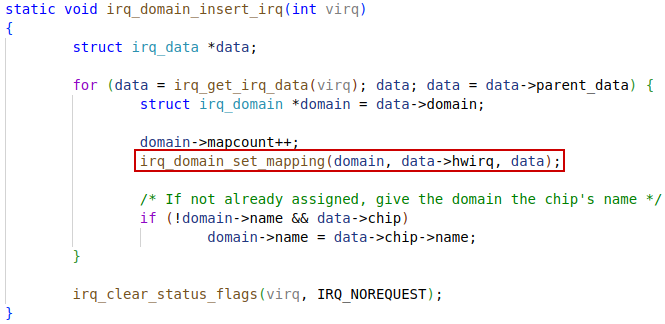 static void irq_domain_insert_irq(int virq)
{
        struct irq_data *data;
        for (data = irq_get_irq_data(virq); data; data = data->parent_data) {
                struct irq_domain *domain = data->domain;
                domain->mapcount++;
                irq_domain_set_mapping(domain, data->hwirq, data);
                /* If not already assigned, give the domain the chip's name */
                if (!domain->name && data->chip)
                        domain->name = data->chip->name;
        }
        irq_clear_status_flags(virq, IRQ_NOREQUEST);
}